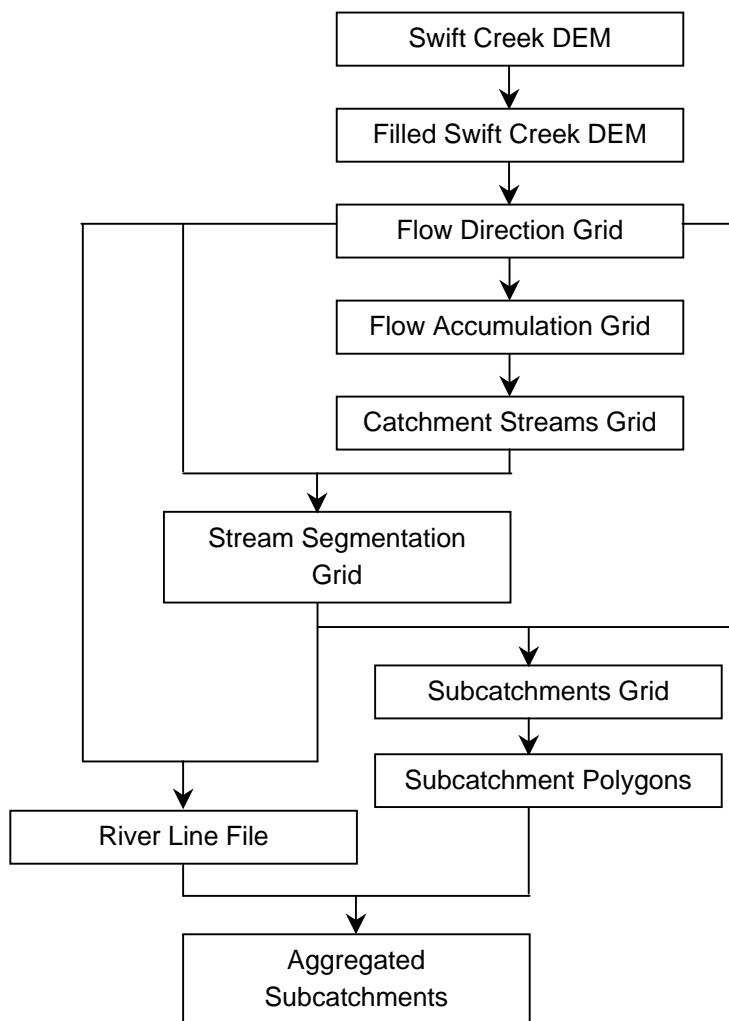 Swift Creek DEM
Filled Swift Creek DEM
Flow Direction Grid
Flow Accumulation Grid
Catchment Streams Grid
Stream Segmentation
Grid
Subcatchments Grid
Subcatchment Polygons
River Line File
Aggregated
Subcatchments